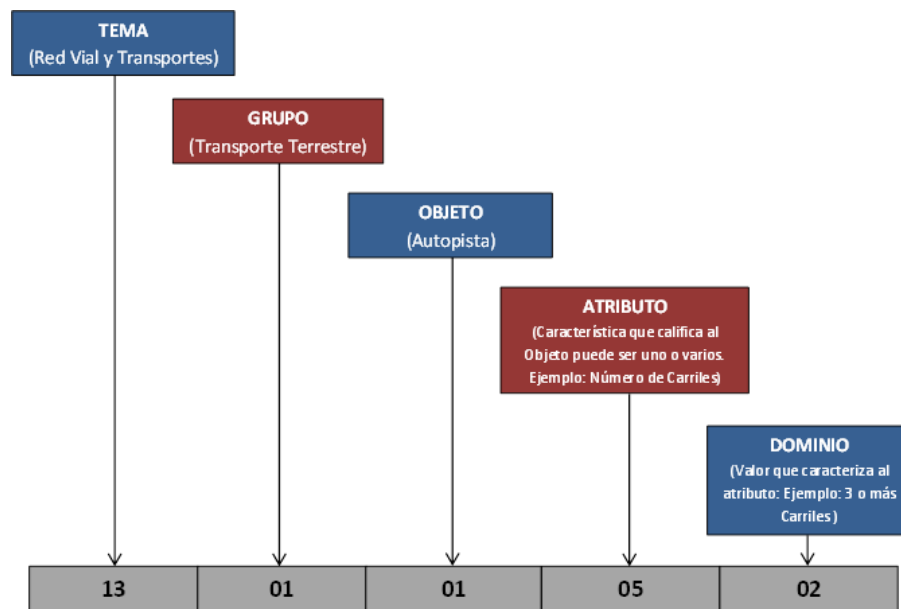 TEMA
(Red Vial y Transportes)
GRUPO
(Transporte Terrestre)
OBJETO
(Autopista)
ATRIBUTO
(Característica que califica al
Objeto puede ser uno o varios.
Ejemplo: Número de Carriles)
DOMINIO
(Valor que caracteriza al
atributo: Ejemplo: 3 o más
Carriles )
13 01 01 05 02